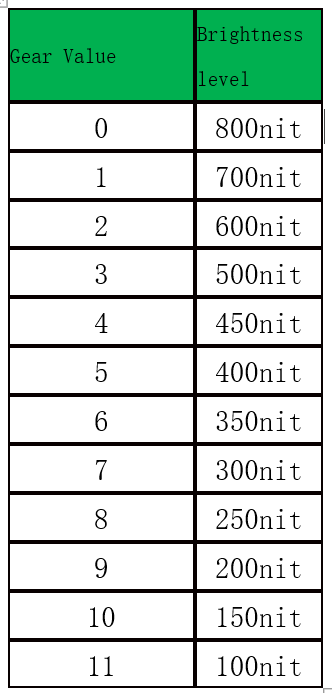 Gear Value
Brightness
level
0 800nit
1 700nit
2 600nit
3 500nit
4 450nit
5 400nit
6 350nit
7 300nit
8 250nit
9 200nit
10 150nit
11 100nit